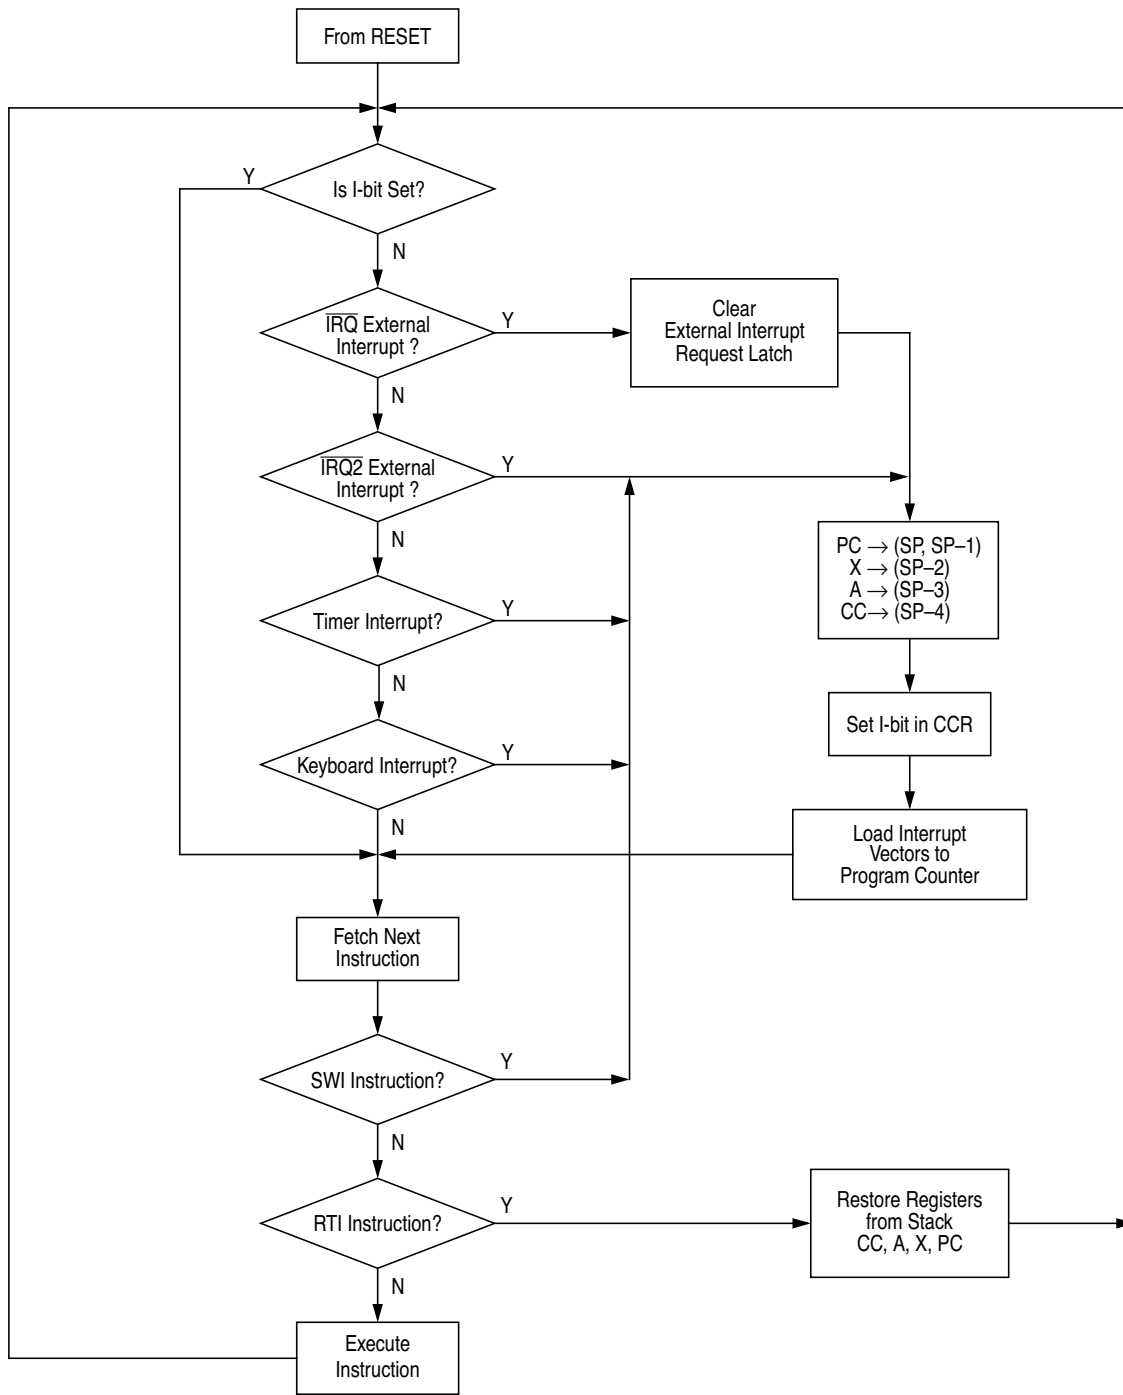 From RESET
Y
Is I-bit Set?
N
IRQ External
Interrupt ?
Y
Clear
External Interrupt
Request Latch
N
IRQ2 External
Interrupt ?
Y
PC → (SP, SP–1)
X → (SP–2)
A → (SP–3)
CC → (SP–4)
N
Timer Interrupt?
Y
N
Set I-bit in CCR
Keyboard Interrupt?
Y
N
Load Interrupt
Vectors to
Program Counter
Fetch Next
Instruction
SWI Instruction?
Y
N
RTI Instruction?
Y
Restore Registers
from Stack
CC, A, X, PC
N
Execute
Instruction